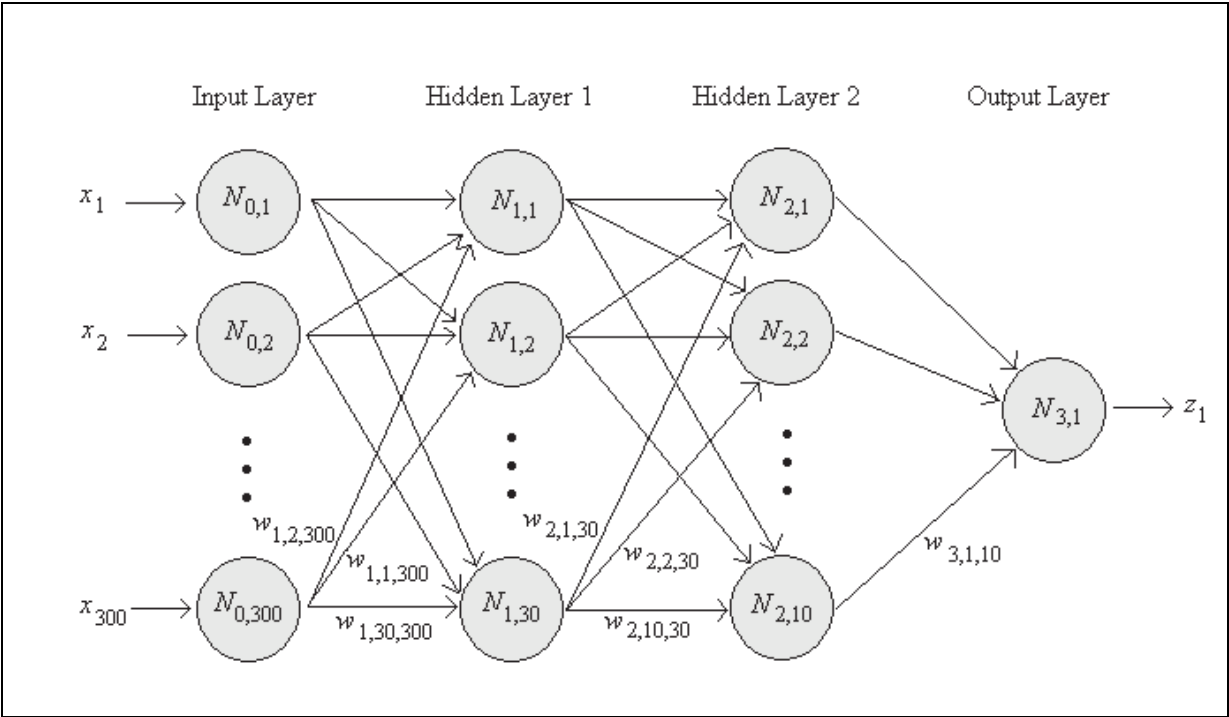 Input Layer Hidden Layer 1 Hidden Layer 2 Output Layer
x1 N0,1 N1,1 N2,1
x2 N0,2 N1,2 N2,2
N3,1 z1
w1,2,300 w2,1,30
w1,1,300 w2,2,30 w3,1,10
x300 N0,300 N1,30 N2,10
w1,30,300 w2,10,30